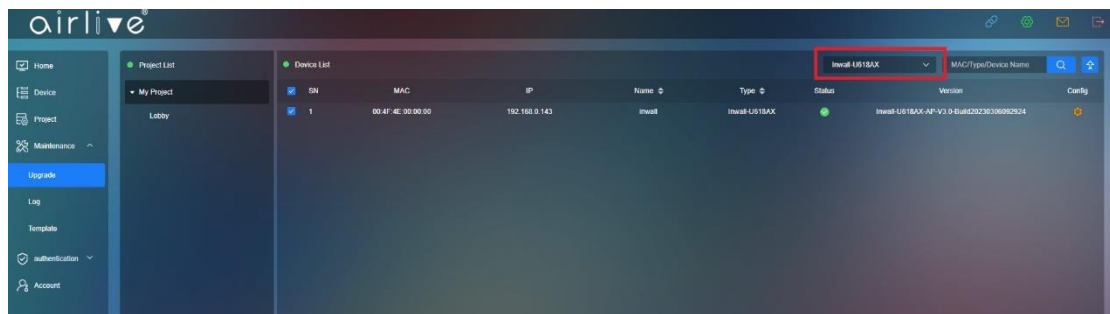 airlive®
Home
Device
Project
Maintenance
Upgrade
Log
Template
authentication
Account
Project List
My Project
Lobby
Device List
Inwall-U618AX
MAC/Type/Device Name
SN MAC IP Name Type Status Version Config
1 00:4F:4E:00:00:00 192.168.0.143 inwall Inwall-U618AX Inwall-U618AX-AP-V3.0-Build20230306092924